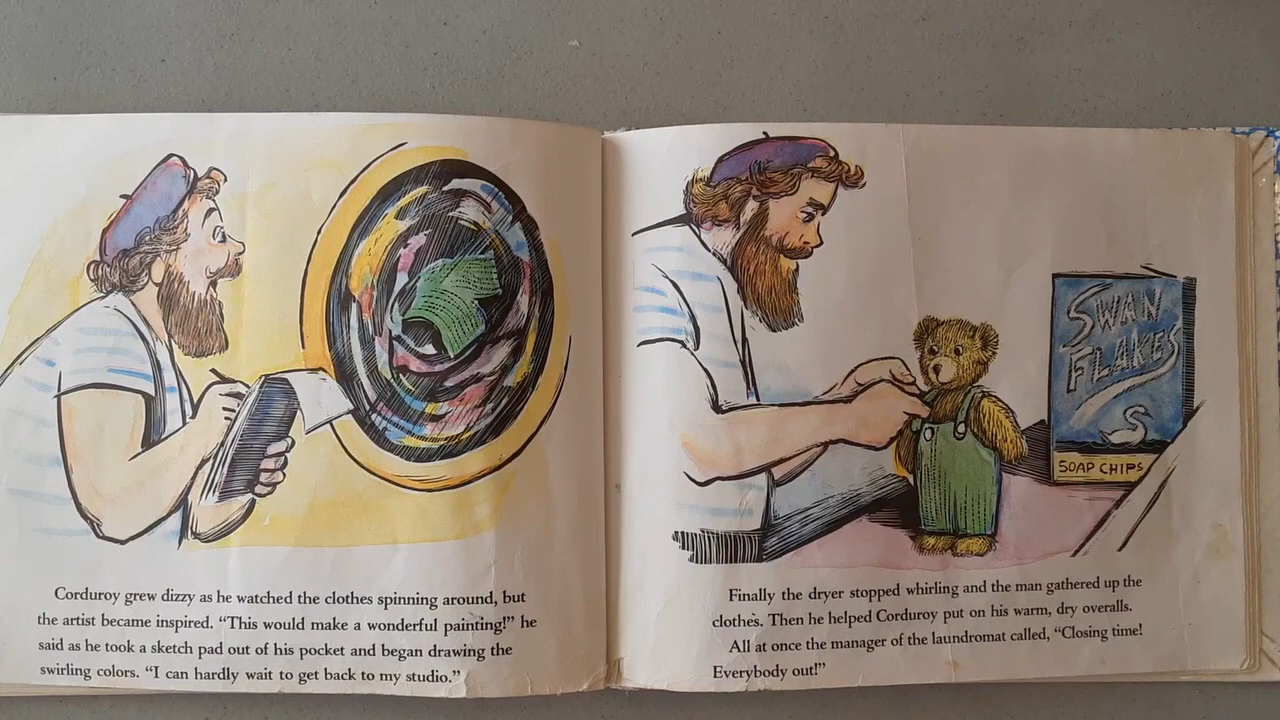 Corduroy grew dizzy as he watched the clothes spinning around, but
the artist became inspired. “This would make a wonderful painting!” he
said as he took a sketch pad out of his pocket and began drawing the
swirling colors. “I can hardly wait to get back to my studio.”
SWAN
FLAKES
SOAP CHIPS
Finally the dryer stopped whirling and the man gathered up the
clothes. Then he helped Corduroy put on his warm, dry overalls.
All at once the manager of the laundromat called, “Closing time!
Everybody out!”